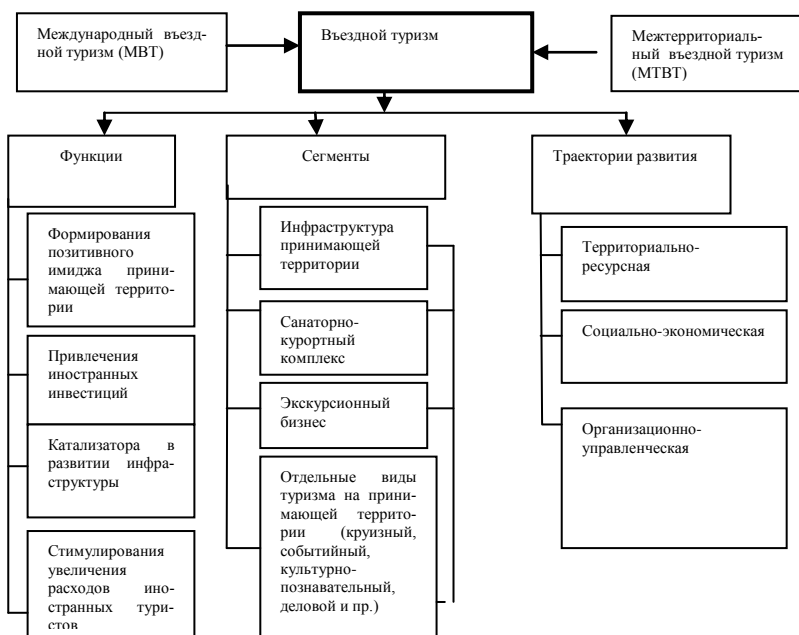 Международный въезд-
ной туризм (МВТ)
Въездной туризм
Межтерриториаль-
ный въездной туризм
(МТВТ)
Функции
Сегменты
Траектории развития
Формирования
позитивного
имиджа прини-
мающей террито-
рии
Привлечения
иностранных
инвестиций
Катализатора в
развитии инфра-
структуры
Стимулирования
увеличения
расходов ино-
странных тури-
стов
Инфраструктура
принимающей
территории
Санаторно-
курортный
комплекс
Экскурсионный
бизнес
Отдельные виды
туризма на прини-
мающей террито-
рии (круизный,
событийный,
культурно-
познавательный,
деловой и пр.)
Территориально-
ресурсная
Социально-экономическая
Организационно-
управленческая